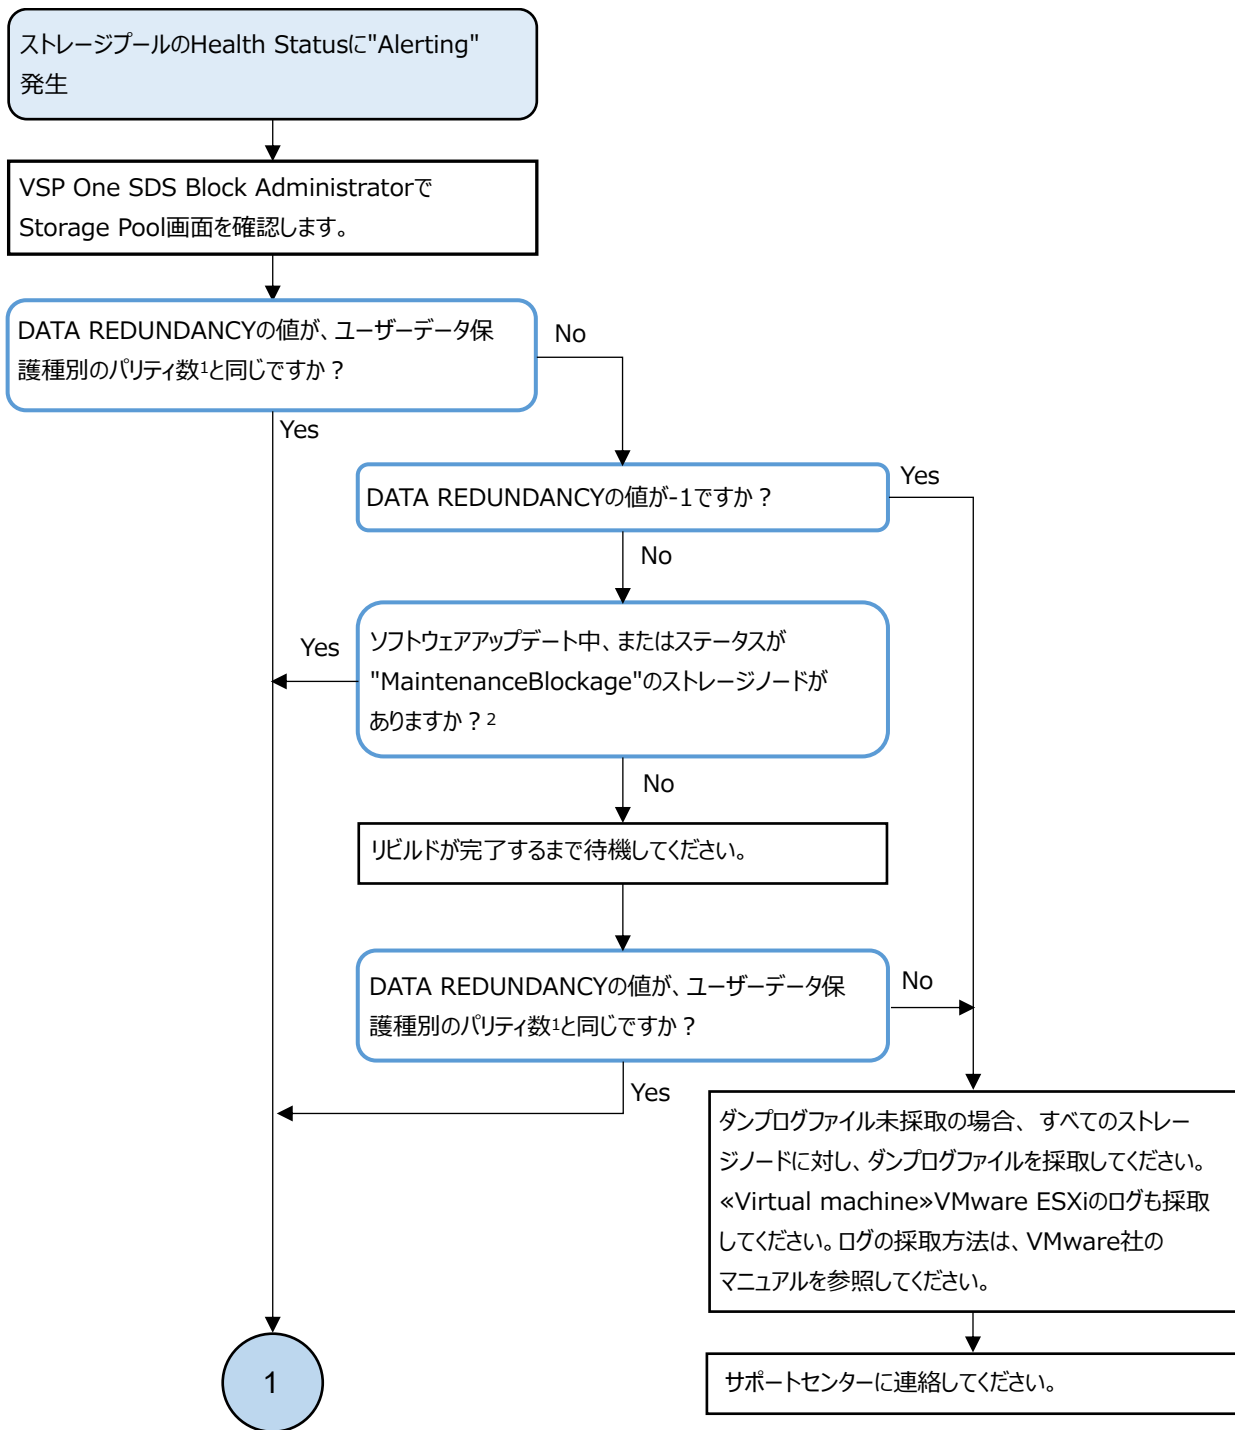 ストレージプールのHealth Statusに"Alerting"
発生
VSP One SDS Block Administratorで
Storage Pool画面を確認します。
DATA REDUNDANCYの値が、ユーザーデータ保
護種別のパリティ数1と同じですか？
No
Yes
DATA REDUNDANCYの値が-1ですか？
Yes
No
ソフトウェアアップデート中、またはステータスが
"MaintenanceBlockage"のストレージノードが
ありますか？2
Yes
No
リビルドが完了するまで待機してください。
DATA REDUNDANCYの値が、ユーザーデータ保
護種別のパリティ数1と同じですか？
No
Yes
ダンプログファイル未採取の場合、すべてのストレー
ジノードに対し、ダンプログファイルを採取してください。
«Virtual machine»VMware ESXiのログも採取
してください。ログの採取方法は、VMware社の
マニュアルを参照してください。
サポートセンターに連絡してください。
1